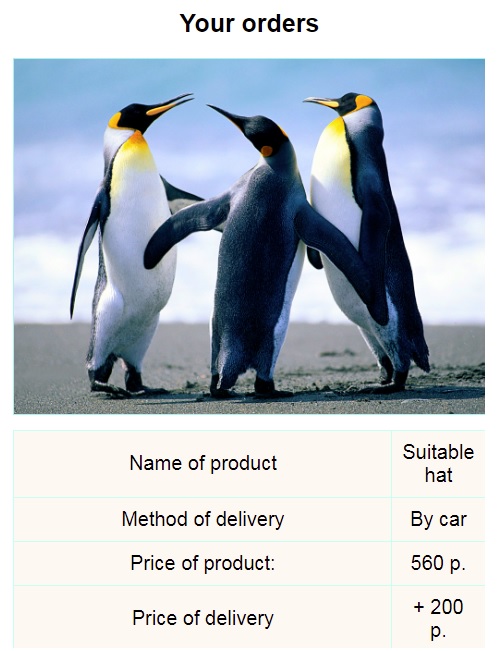 Your orders
Name of product
Suitable
hat
Method of delivery
By car
Price of product:
560 p.
Price of delivery
+ 200
p.